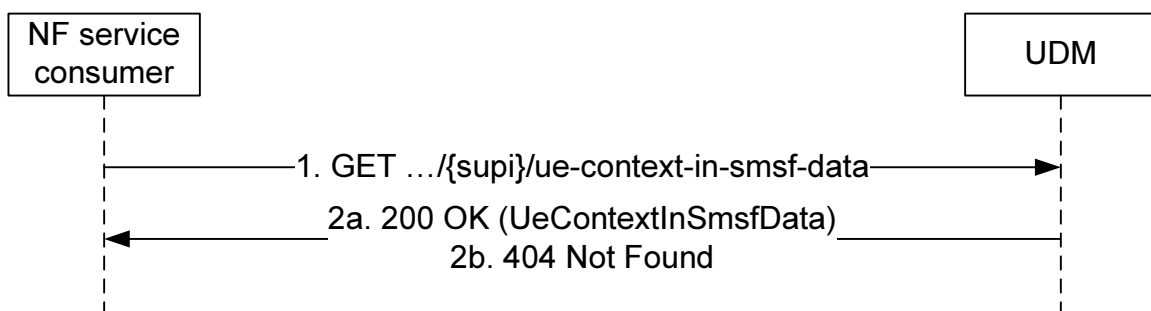 NF service
consumer
UDM
1. GET …/{supi}/ue-context-in-smsf-data
2a. 200 OK (UeContextInSmsfData)
2b. 404 Not Found